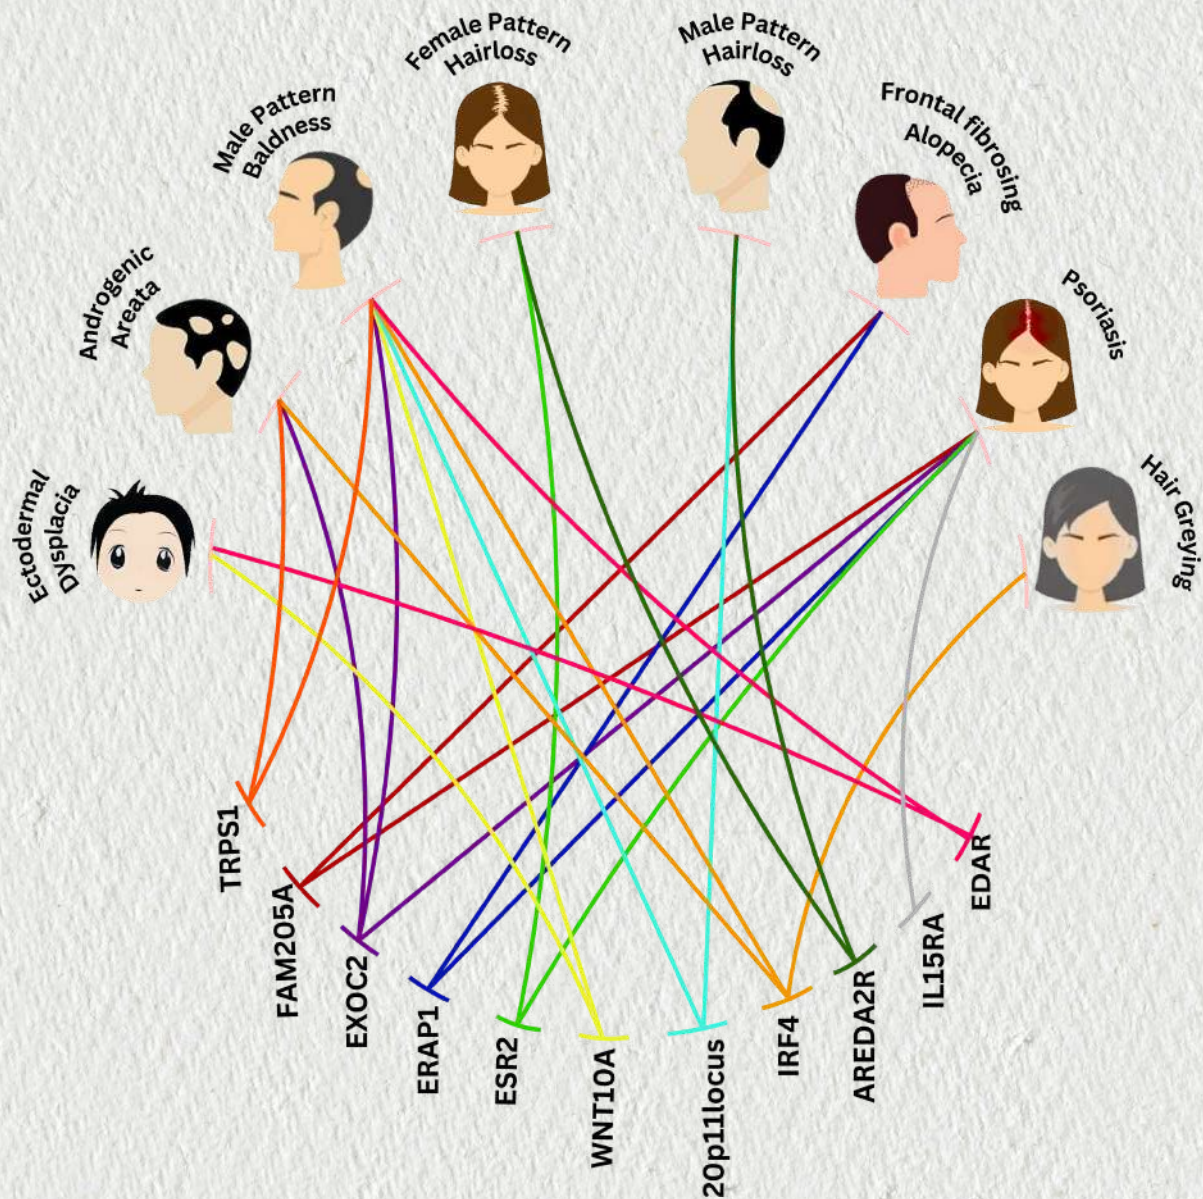 Female Pattern
Hairloss
Male Pattern
Hairloss
Male Pattern
Baldness
Frontal fibrosing
Alopecia
Androgenic
Areata
Psoriasis
Ectodermal
Dysplacia
Hair Greying
TRPS1
FAM205A
EXOC2
ERAP1
ESR2
WNT10A
20p11locus
IRF4
AREDA2R
IL15RA
EDAR